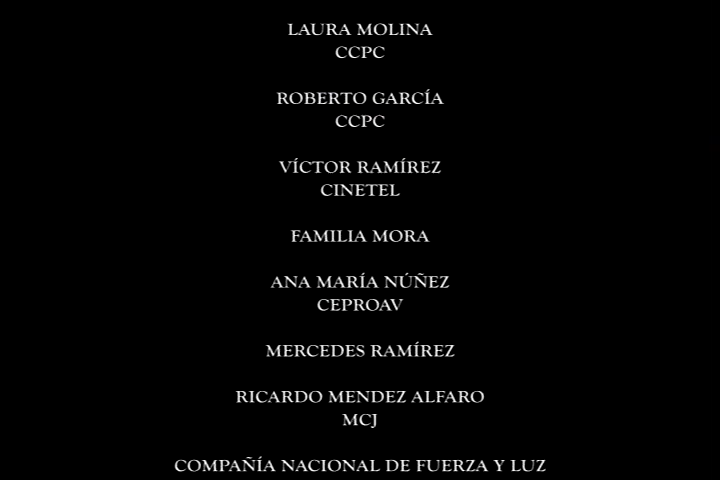 LAURA MOLINA
CCPC
ROBERTO GARCÍA
CCPC
VÍCTOR RAMÍREZ
CINETEL
FAMILIA MORA
ANA MARÍA NÚÑEZ
CEPROAV
MERCEDES RAMÍREZ
RICARDO MENDEZ ALFARO
MCJ
COMPAÑÍA NACIONAL DE FUERZA Y LUZ